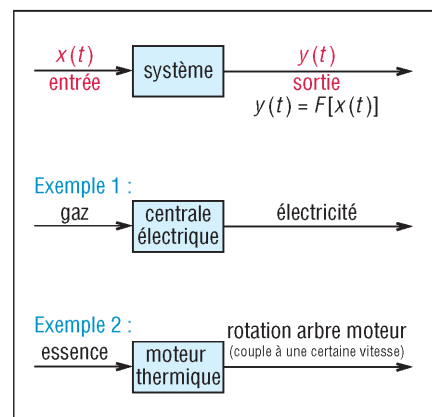 x(t) système y(t)
entrée sortie
y(t) = F[x(t)]
Exemple 1 :
gaz centrale électricité
électrique
Exemple 2 :
rotation arbre moteur
essence moteur (couple à une certaine vitesse)
thermique